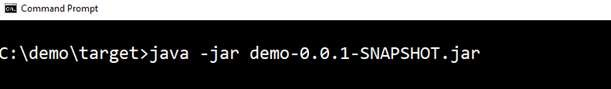 Command Prompt
C:\demo\target>java -jar demo-0.0.1-SNAPSHOT.jar